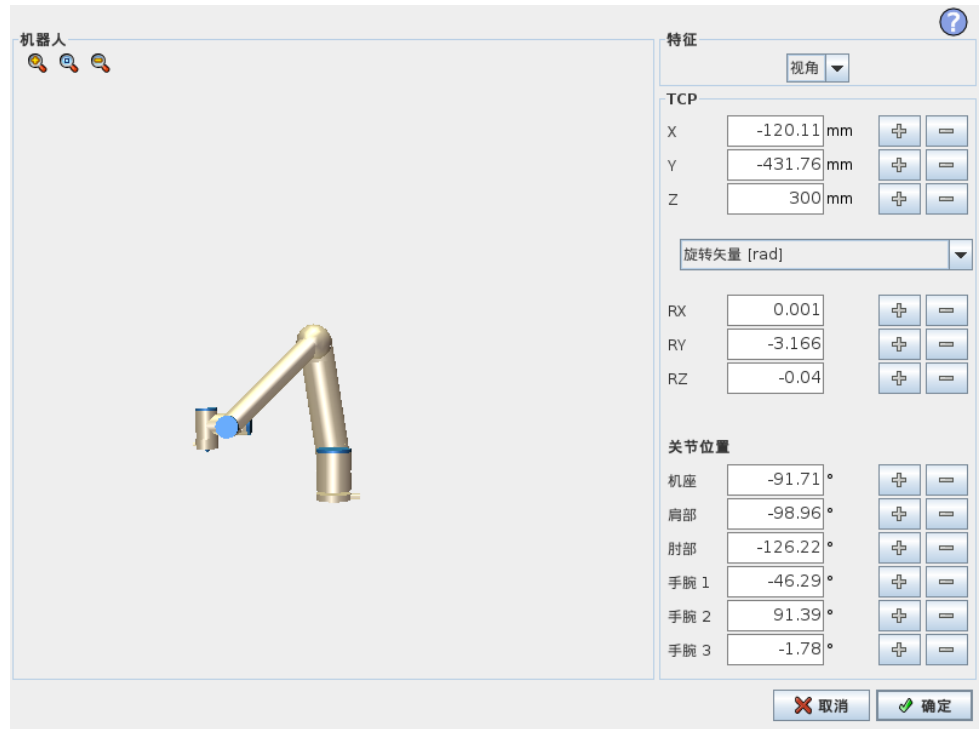 ?
机器人
特征
视角
TCP
X -120.11 mm
Y -431.76 mm
Z 300 mm
旋转矢量 [rad]
RX 0.001
RY -3.166
RZ -0.04
关节位置
机座 -91.71 °
肩部 -98.96 °
肘部 -126.22 °
手腕 1 -46.29 °
手腕 2 91.39 °
手腕 3 -1.78 °
取消 确定